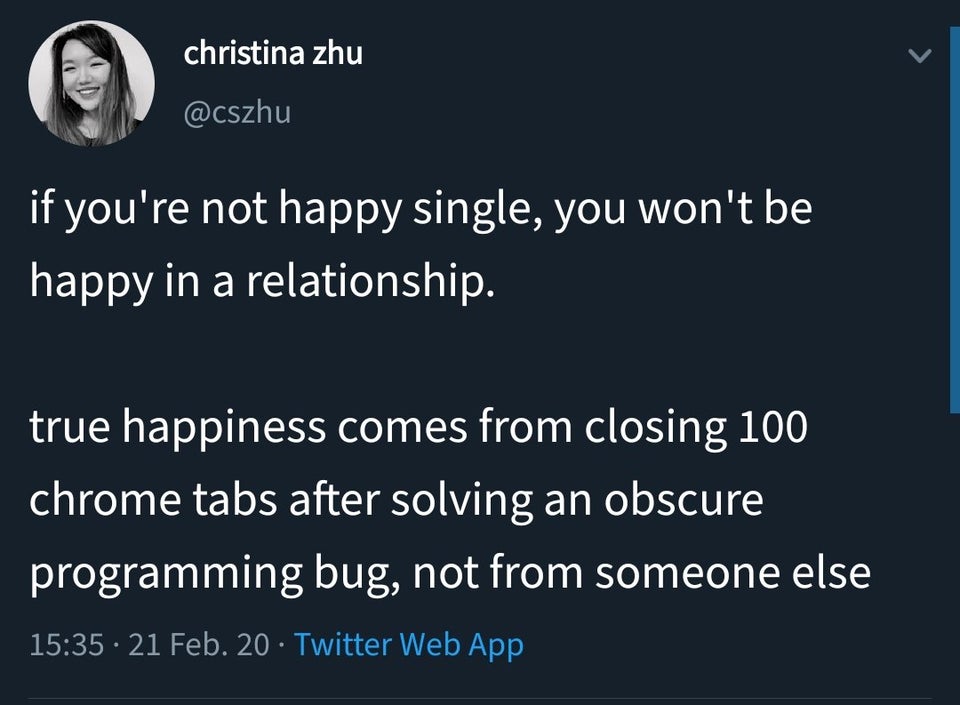 christina zhu
@cszhu
if you're not happy single, you won't be
happy in a relationship.
true happiness comes from closing 100
chrome tabs after solving an obscure
programming bug, not from someone else
15:35 · 21 Feb. 20 · Twitter Web App